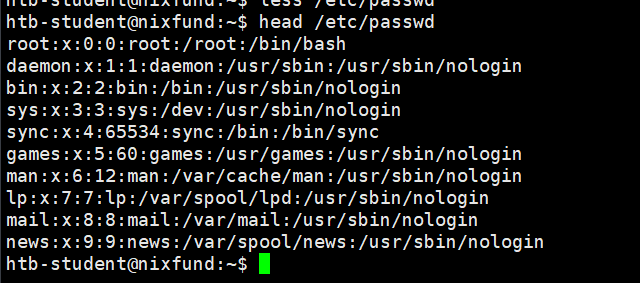 htb-student@nixfund:~$ less /etc/passwd
htb-student@nixfund:~$ head /etc/passwd
root:x:0:0:root:/root:/bin/bash
daemon:x:1:1:daemon:/usr/sbin:/usr/sbin/nologin
bin:x:2:2:bin:/bin:/usr/sbin/nologin
sys:x:3:3:sys:/dev:/usr/sbin/nologin
sync:x:4:65534:sync:/bin:/bin/sync
games:x:5:60:games:/usr/games:/usr/sbin/nologin
man:x:6:12:man:/var/cache/man:/usr/sbin/nologin
lp:x:7:7:lp:/var/spool/lpd:/usr/sbin/nologin
mail:x:8:8:mail:/var/mail:/usr/sbin/nologin
news:x:9:9:news:/var/spool/news:/usr/sbin/nologin
htb-student@nixfund:~$